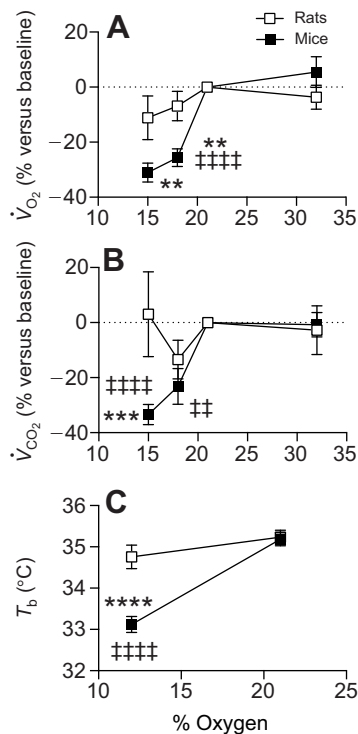 A
Rats
Mice
20
0
−20
−40
V̇O₂ (% versus baseline)
**
‡‡‡‡
**
10 15 20 25 30 35
B
20
0
−20
−40
V̇CO₂ (% versus baseline)
‡‡‡‡
***
‡‡
10 15 20 25 30 35
C
36
35
34
33
32
Tb (°C)
****
‡‡‡‡
10 15 20 25
% Oxygen